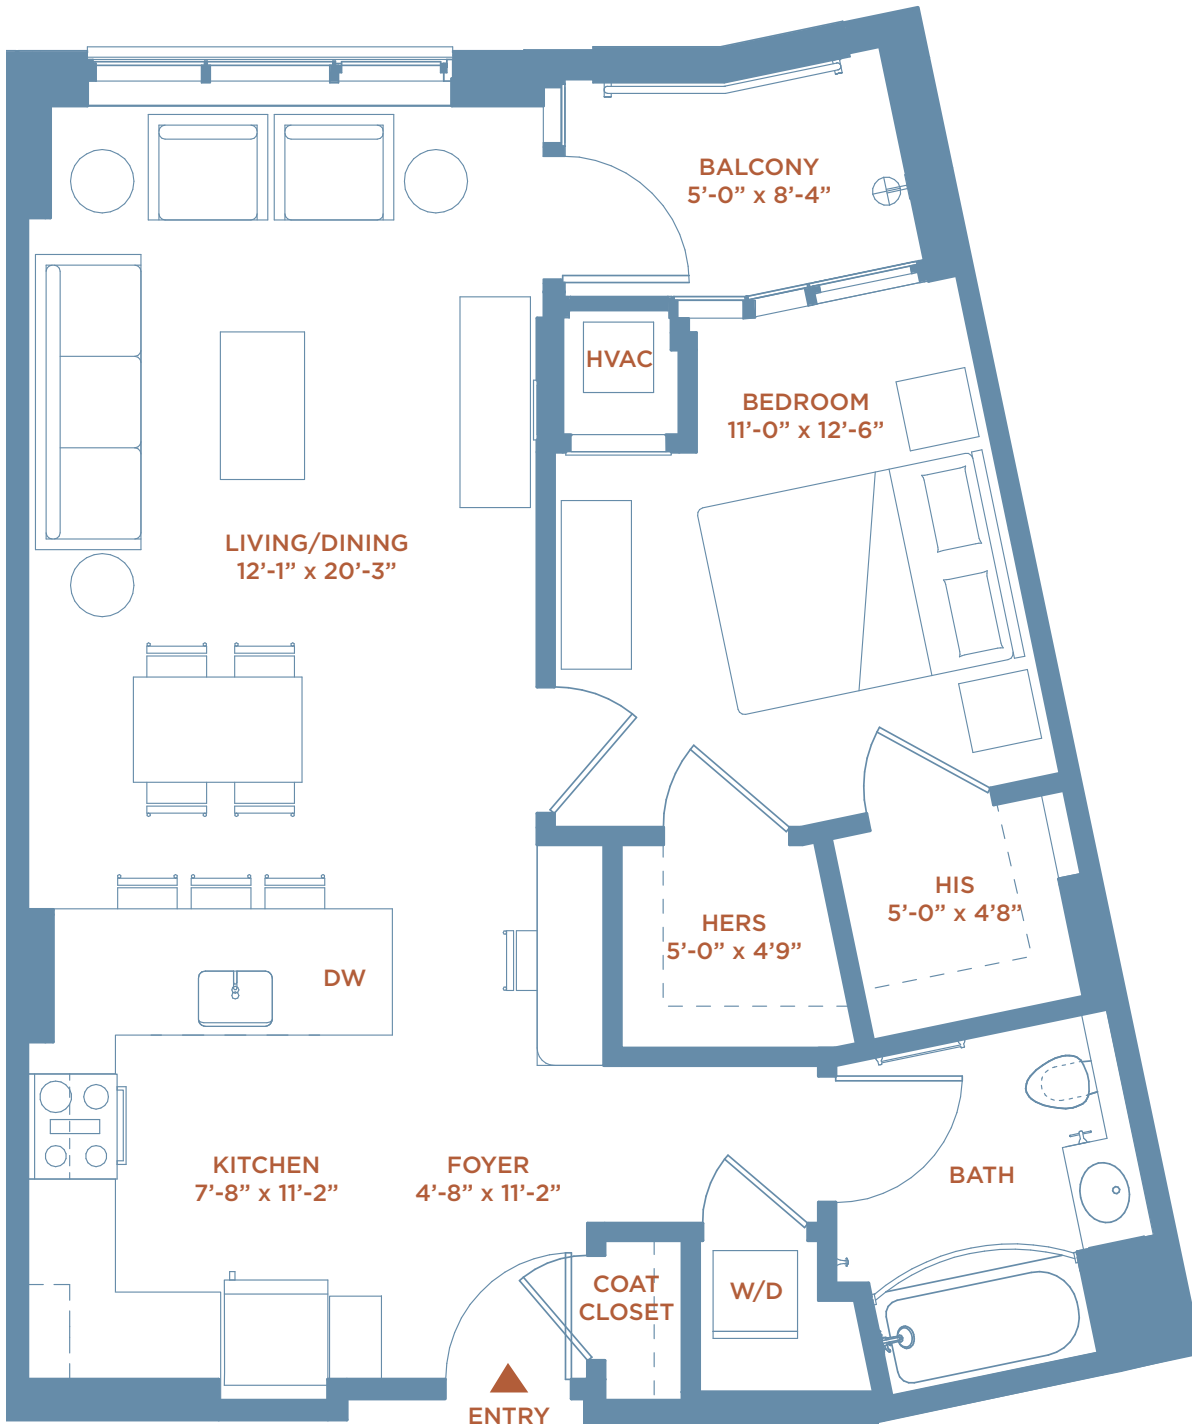 BALCONY
5’-0” x 8’-4”
HVAC
BEDROOM
11’-0” x 12’-6”
LIVING/DINING
12’-1” x 20’-3”
HIS
5’-0” x 4’8”
HERS
5’-0” x 4’9”
DW
KITCHEN
7’-8” x 11’-2”
FOYER
4’-8” x 11’-2”
BATH
COAT
CLOSET
W/D
ENTRY